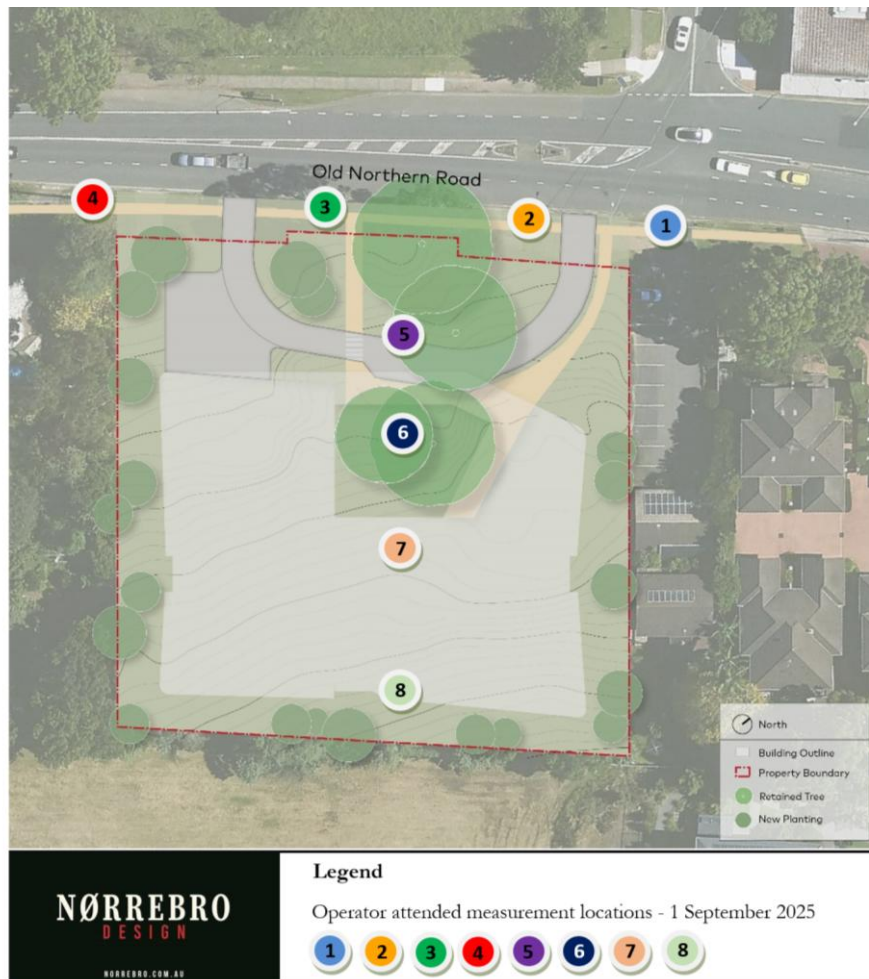 Old Northern Road
4
3
2
1
5
6
7
8
North
Building Outline
Property Boundary
Retained Tree
New Planting
NØRREBRO
DESIGN
NORREBRO.COM.AU
Legend
Operator attended measurement locations - 1 September 2025
1 2 3 4 5 6 7 8